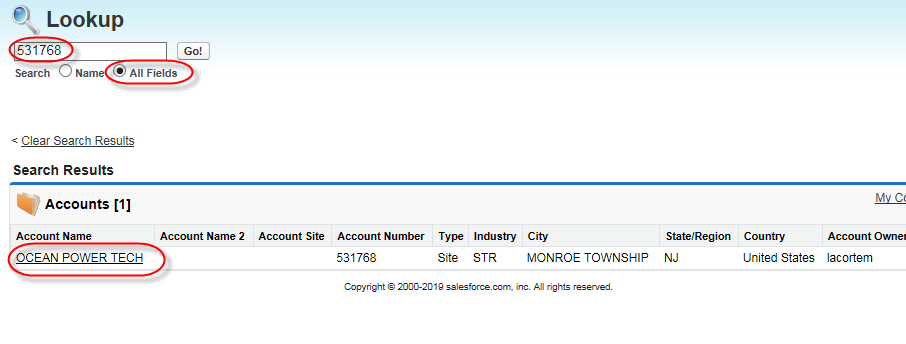 Lookup
531768 Go!
Search Name All Fields
< Clear Search Results
Search Results
Accounts [1] My Co
Account Name Account Name 2 Account Site Account Number Type Industry City State/Region Country Account Owner
OCEAN POWER TECH 531768 Site STR MONROE TOWNSHIP NJ United States lacortem
Copyright © 2000-2019 salesforce.com, inc. All rights reserved.